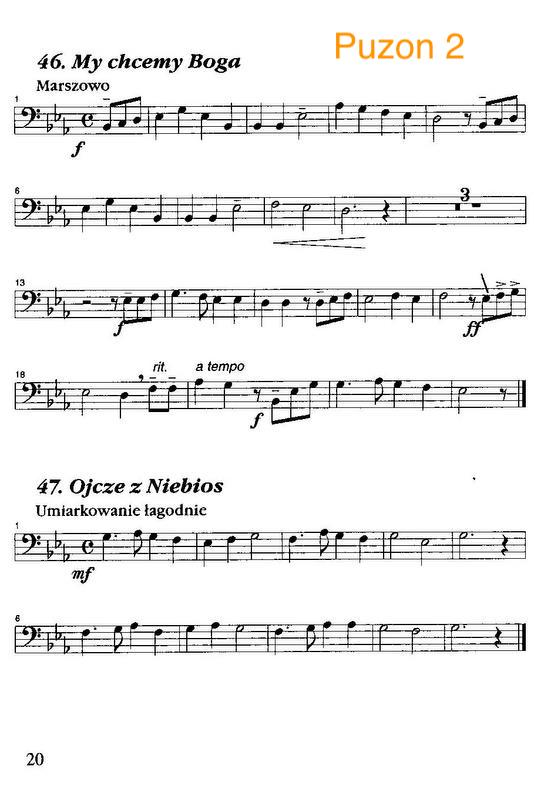 Puzon 2
46. My chcemy Boga
Marszowo
1
f
6
3
13
f
ff
18
rit.
a tempo
f
47. Ojcze z Niebios
Umiarkowanie łagodnie
1
mf
6
20